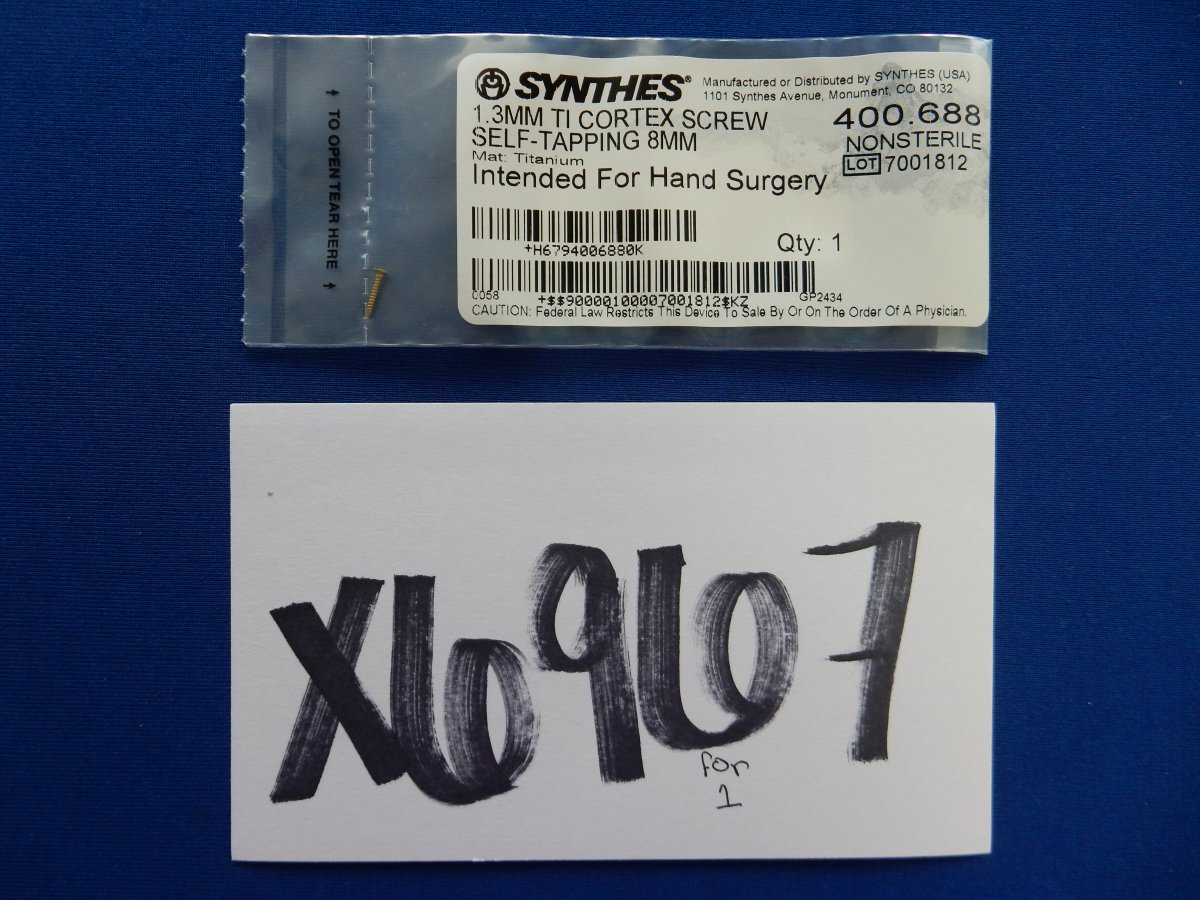 ↑ TO OPEN TEAR HERE ↑
SYNTHES® Manufactured or Distributed by SYNTHES (USA)
1101 Synthes Avenue, Monument, CO 80132
1.3MM TI CORTEX SCREW 400.688
SELF-TAPPING 8MM NONSTERILE
Mat: Titanium LOT 7001812
Intended For Hand Surgery
+H6794006880K Qty: 1
0058 +$$90000100007001812$KZ GP2434
CAUTION: Federal Law Restricts This Device To Sale By Or On The Order Of A Physician.
X6967
for
1